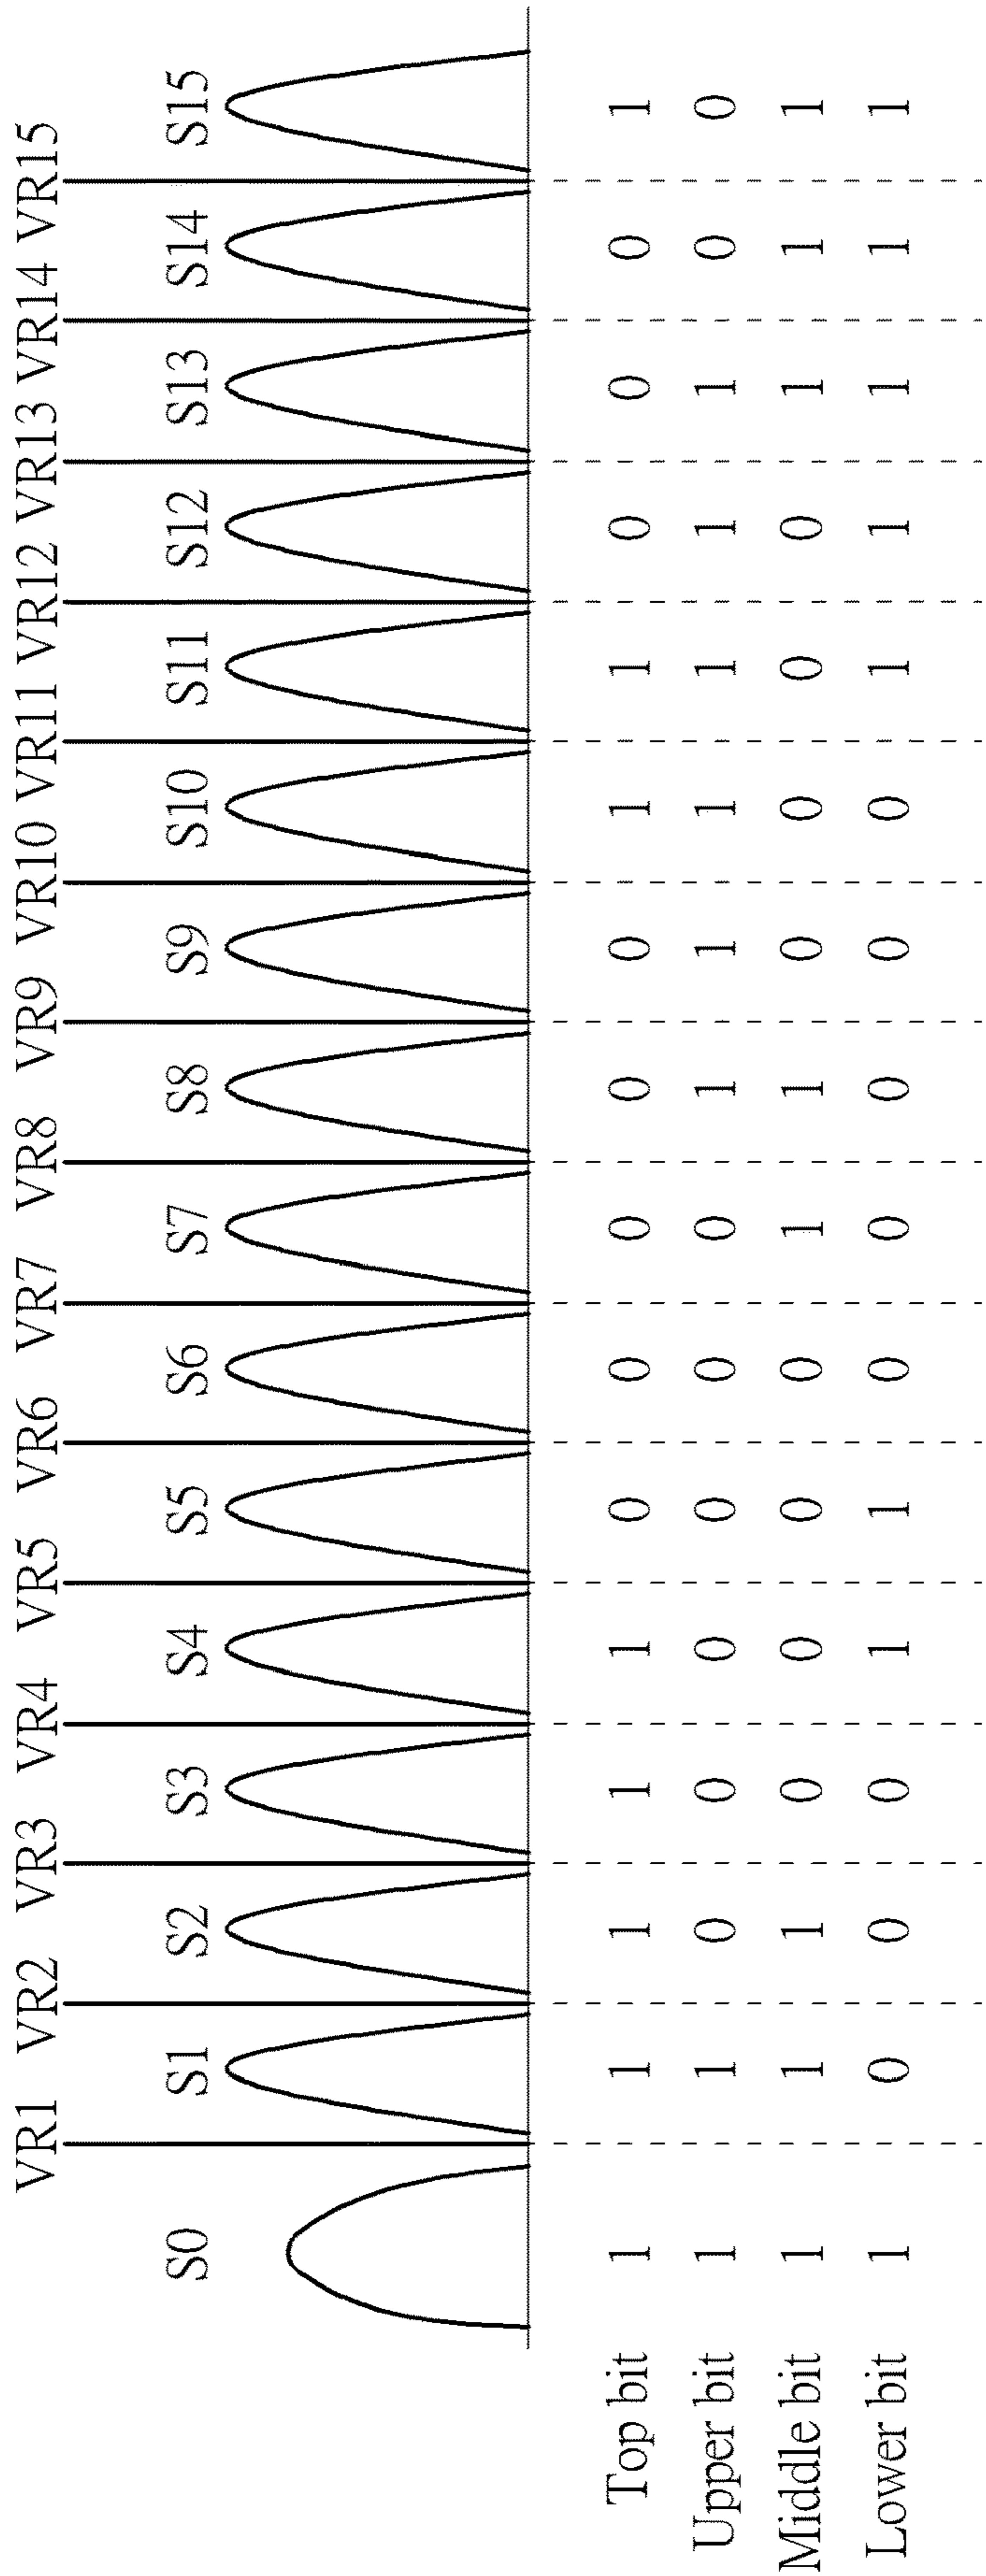 VR1 VR2 VR3 VR4 VR5 VR6 VR7 VR8 VR9 VR10 VR11 VR12 VR13 VR14 VR15
S0 S1 S2 S3 S4 S5 S6 S7 S8 S9 S10 S11 S12 S13 S14 S15
Top bit 1 1 1 1 1 0 0 0 0 0 1 1 0 0 0 1
Upper bit 1 1 0 0 0 0 0 0 1 1 1 1 1 1 0 0
Middle bit 1 1 1 0 0 0 0 1 1 0 0 0 0 1 1 1
Lower bit 1 0 0 0 1 1 0 0 0 0 0 1 1 1 1 1